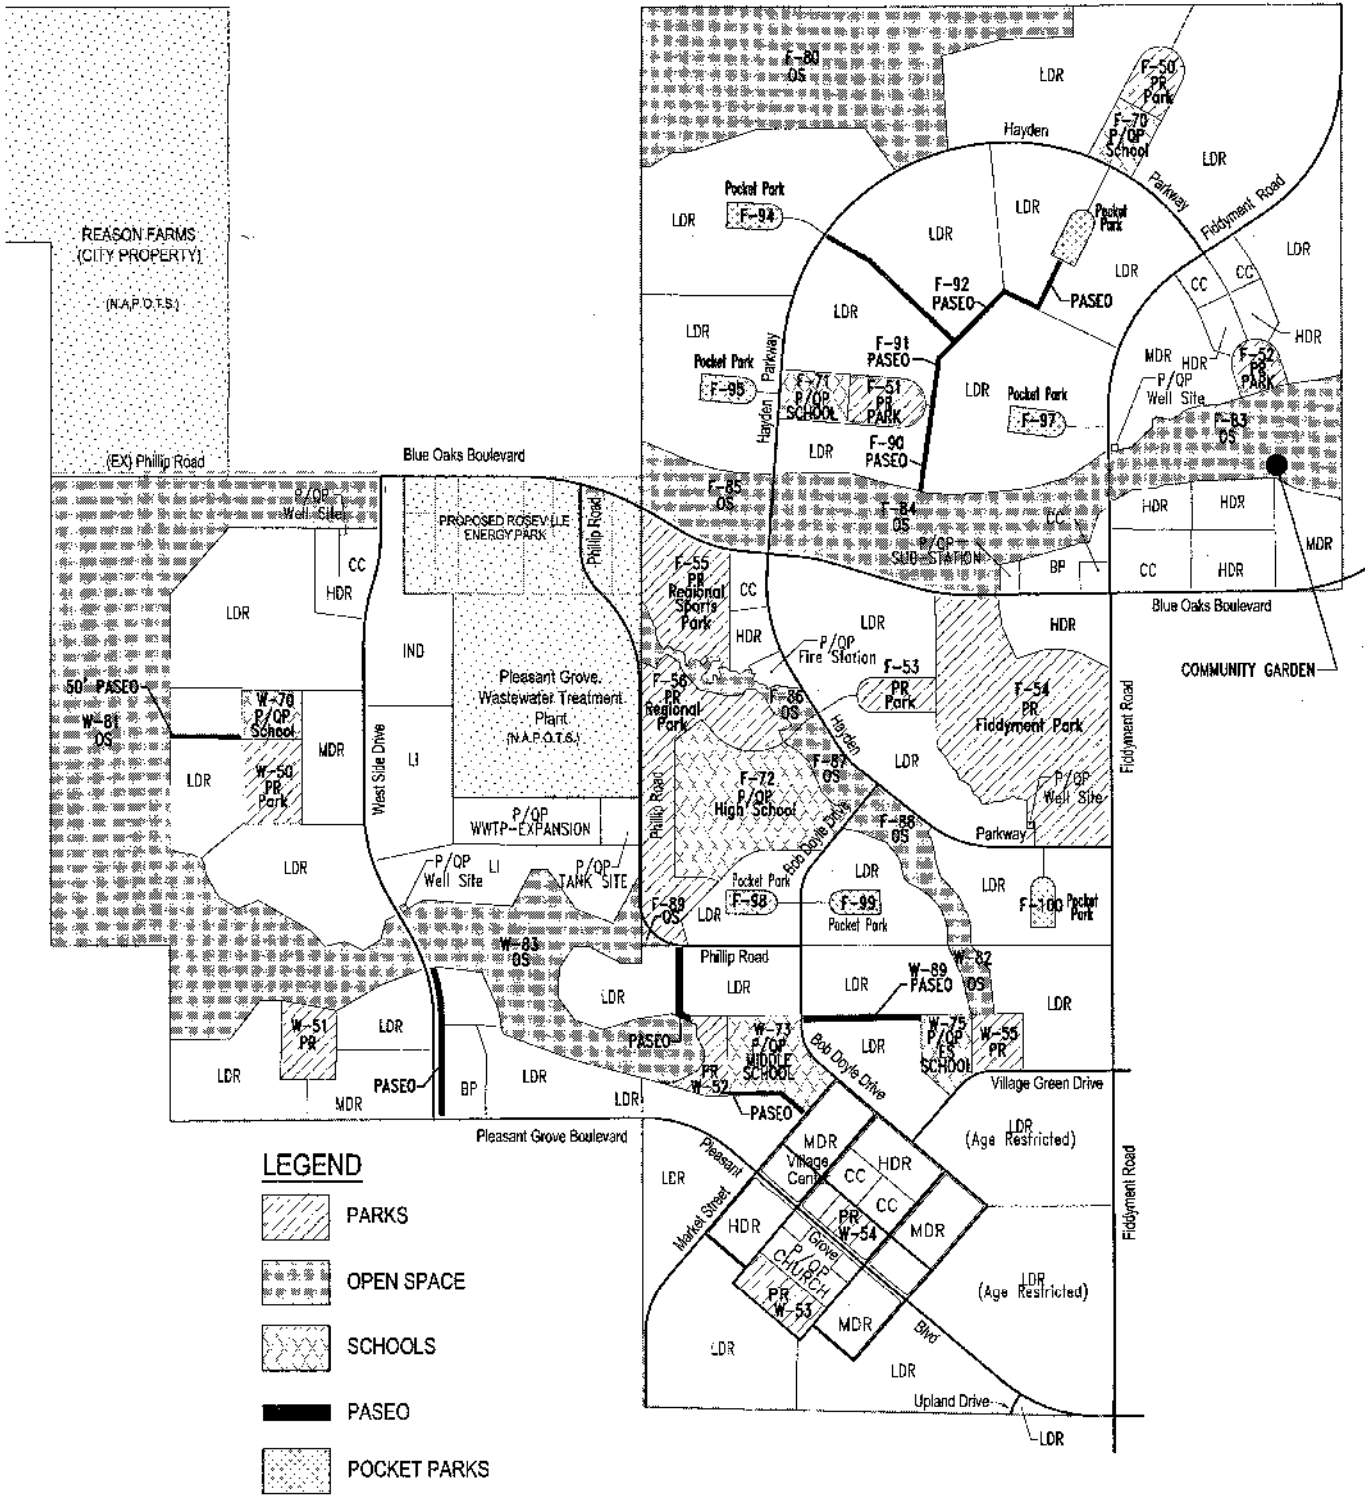 F-80
OS
LDR
F-50
PR
Park
F-70
P/QP
School
Hayden
Parkway
LDR
Fiddyment Road
Pocket Park
F-94
LDR
LDR
LDR
Pocket
Park
LDR
PASEO
F-92
PASEO
CC
CC
LDR
HDR
MDR
HDR
F-52
PR
PARK
P/QP
Well Site
REASON FARMS
(CITY PROPERTY)
(N.A.P.O.T.S.)
LDR
LDR
F-91
PASEO
Hayden Parkway
Pocket Park
F-95
F-71
P/QP
SCHOOL
F-51
PR
PARK
LDR
Pocket Park
F-97
LDR
F-90
PASEO
F-83
OS
(EX) Phillip Road
Blue Oaks Boulevard
P/QP
Well Site
F-85
OS
F-84
OS
CC
P/QP
SUB-STATION
BP
HDR
HDR
MDR
CC
HDR
Blue Oaks Boulevard
COMMUNITY GARDEN
PROPOSED ROSEVILLE
ENERGY PARK
Phillip Road
F-55
PR
Regional
Sports
Park
CC
HDR
LDR
HDR
P/QP
Fire Station
CC
HDR
LDR
IND
Pleasant Grove
Wastewater Treatment
Plant
(N.A.P.O.T.S.)
F-56
PR
Regional
Park
F-86
OS
F-53
PR
Park
F-54
PR
Fiddyment Park
Fiddyment Road
50' PASEO
W-81
OS
W-70
P/QP
School
MDR
West Side Drive
LI
LDR
W-50
PR
Park
Hayden
F-87
OS
LDR
F-72
P/QP
High School
Phillip Road
P/QP
Well Site
Parkway
P/QP
WWTP-EXPANSION
F-88
OS
Bob Doyle Drive
LDR
P/QP
Well Site
LI
P/QP
TANK SITE
LDR
LDR
Pocket Park
F-98
F-99
Pocket Park
F-100
Pocket
Park
F-89
OS
LDR
W-83
OS
Phillip Road
LDR
LDR
LDR
W-89
PASEO
W-82
OS
LDR
W-51
PR
LDR
LDR
PASEO
MDR
BP
LDR
PASEO
W-73
P/QP
MIDDLE
SCHOOL
PR
W-52
LDR
PASEO
Bob Doyle Drive
LDR
W-75
P/QP
ES
SCHOOL
W-55
PR
Village Green Drive
LDR
(Age Restricted)
Pleasant Grove Boulevard
Pleasant
MDR
Village
Center
CC
HDR
CC
LDR
Market Street
HDR
PR
W-54
MDR
Grove
P/QP
CHURCH
PR
W-53
MDR
Blvd
Fiddyment Road
LDR
(Age Restricted)
LDR
LDR
Upland Drive
LDR
LEGEND
PARKS
OPEN SPACE
SCHOOLS
PASEO
POCKET PARKS